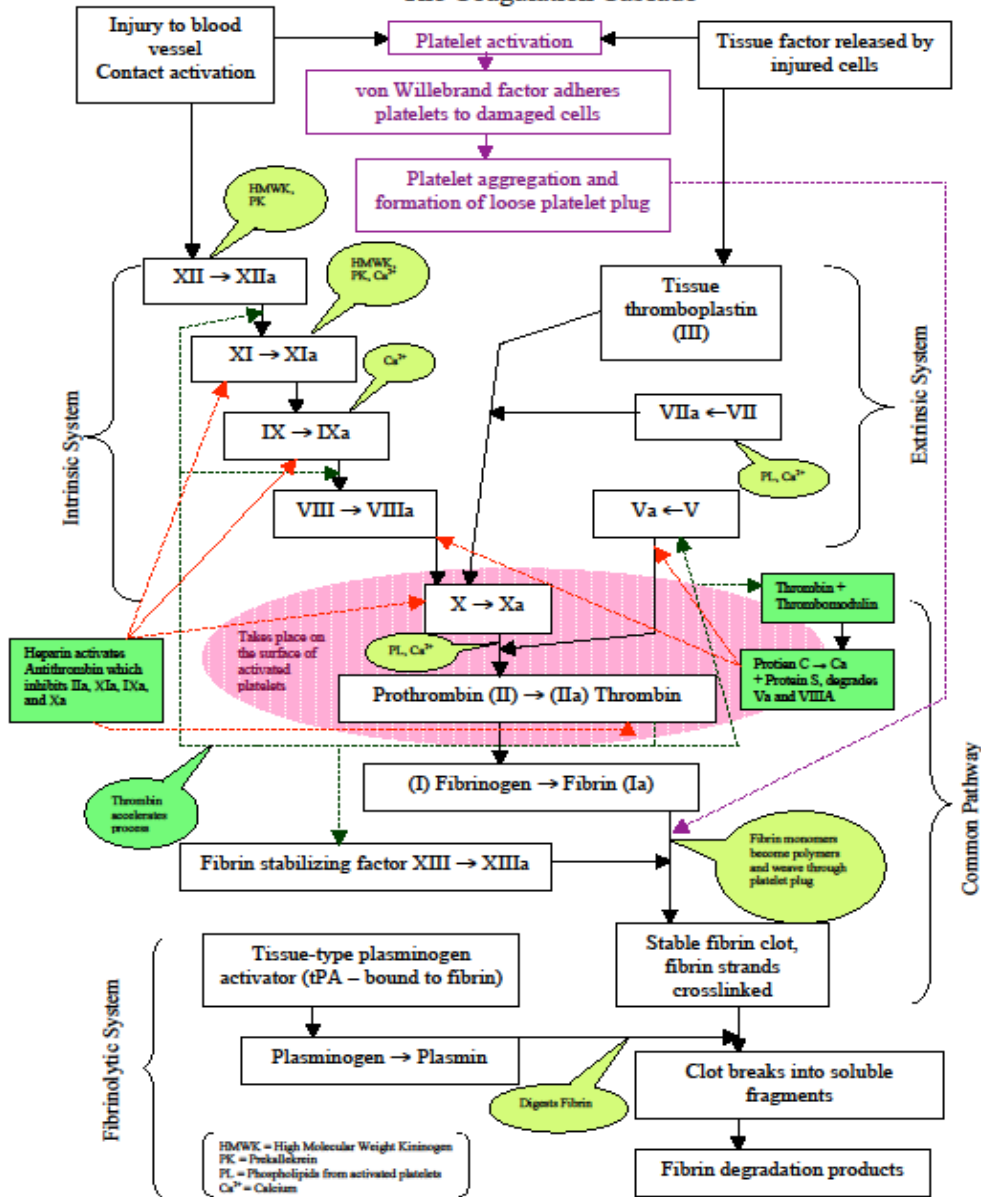 The Coagulation Cascade
Injury to blood
vessel
Contact activation
Platelet activation
Tissue factor released by
injured cells
von Willebrand factor adheres
platelets to damaged cells
Platelet aggregation and
formation of loose platelet plug
HMWK,
PK
XII → XIIa
HMWK,
PK, Ca²⁺
Tissue
thromboplastin
(III)
XI → XIa
Ca²⁺
IX → IXa
VIIa ←VII
PL, Ca²⁺
Intrinsic System
Extrinsic System
VIII → VIIIa
Va ←V
X → Xa
Thrombin +
Thrombomodulin
Takes place on
the surface of
activated
platelets
PL, Ca²⁺
Heparin activates
Antithrombin which
inhibits IIa, XIa, IXa,
and Xa
Protien C → Ca
+ Protein S, degrades
Va and VIIIA
Prothrombin (II) → (IIa) Thrombin
(I) Fibrinogen → Fibrin (Ia)
Thrombin
accelerates
process
Fibrin stabilizing factor XIII → XIIIa
Fibrin monomers
become polymers
and weave through
platelet plug
Common Pathway
Tissue-type plasminogen
activator (tPA – bound to fibrin)
Stable fibrin clot,
fibrin strands
crosslinked
Fibrinolytic System
Plasminogen → Plasmin
Digests Fibrin
Clot breaks into soluble
fragments
HMWK = High Molecular Weight Kininogen
PK = Prekallekrein
PL = Phospholipids from activated platelets
Ca²⁺ = Calcium
Fibrin degradation products